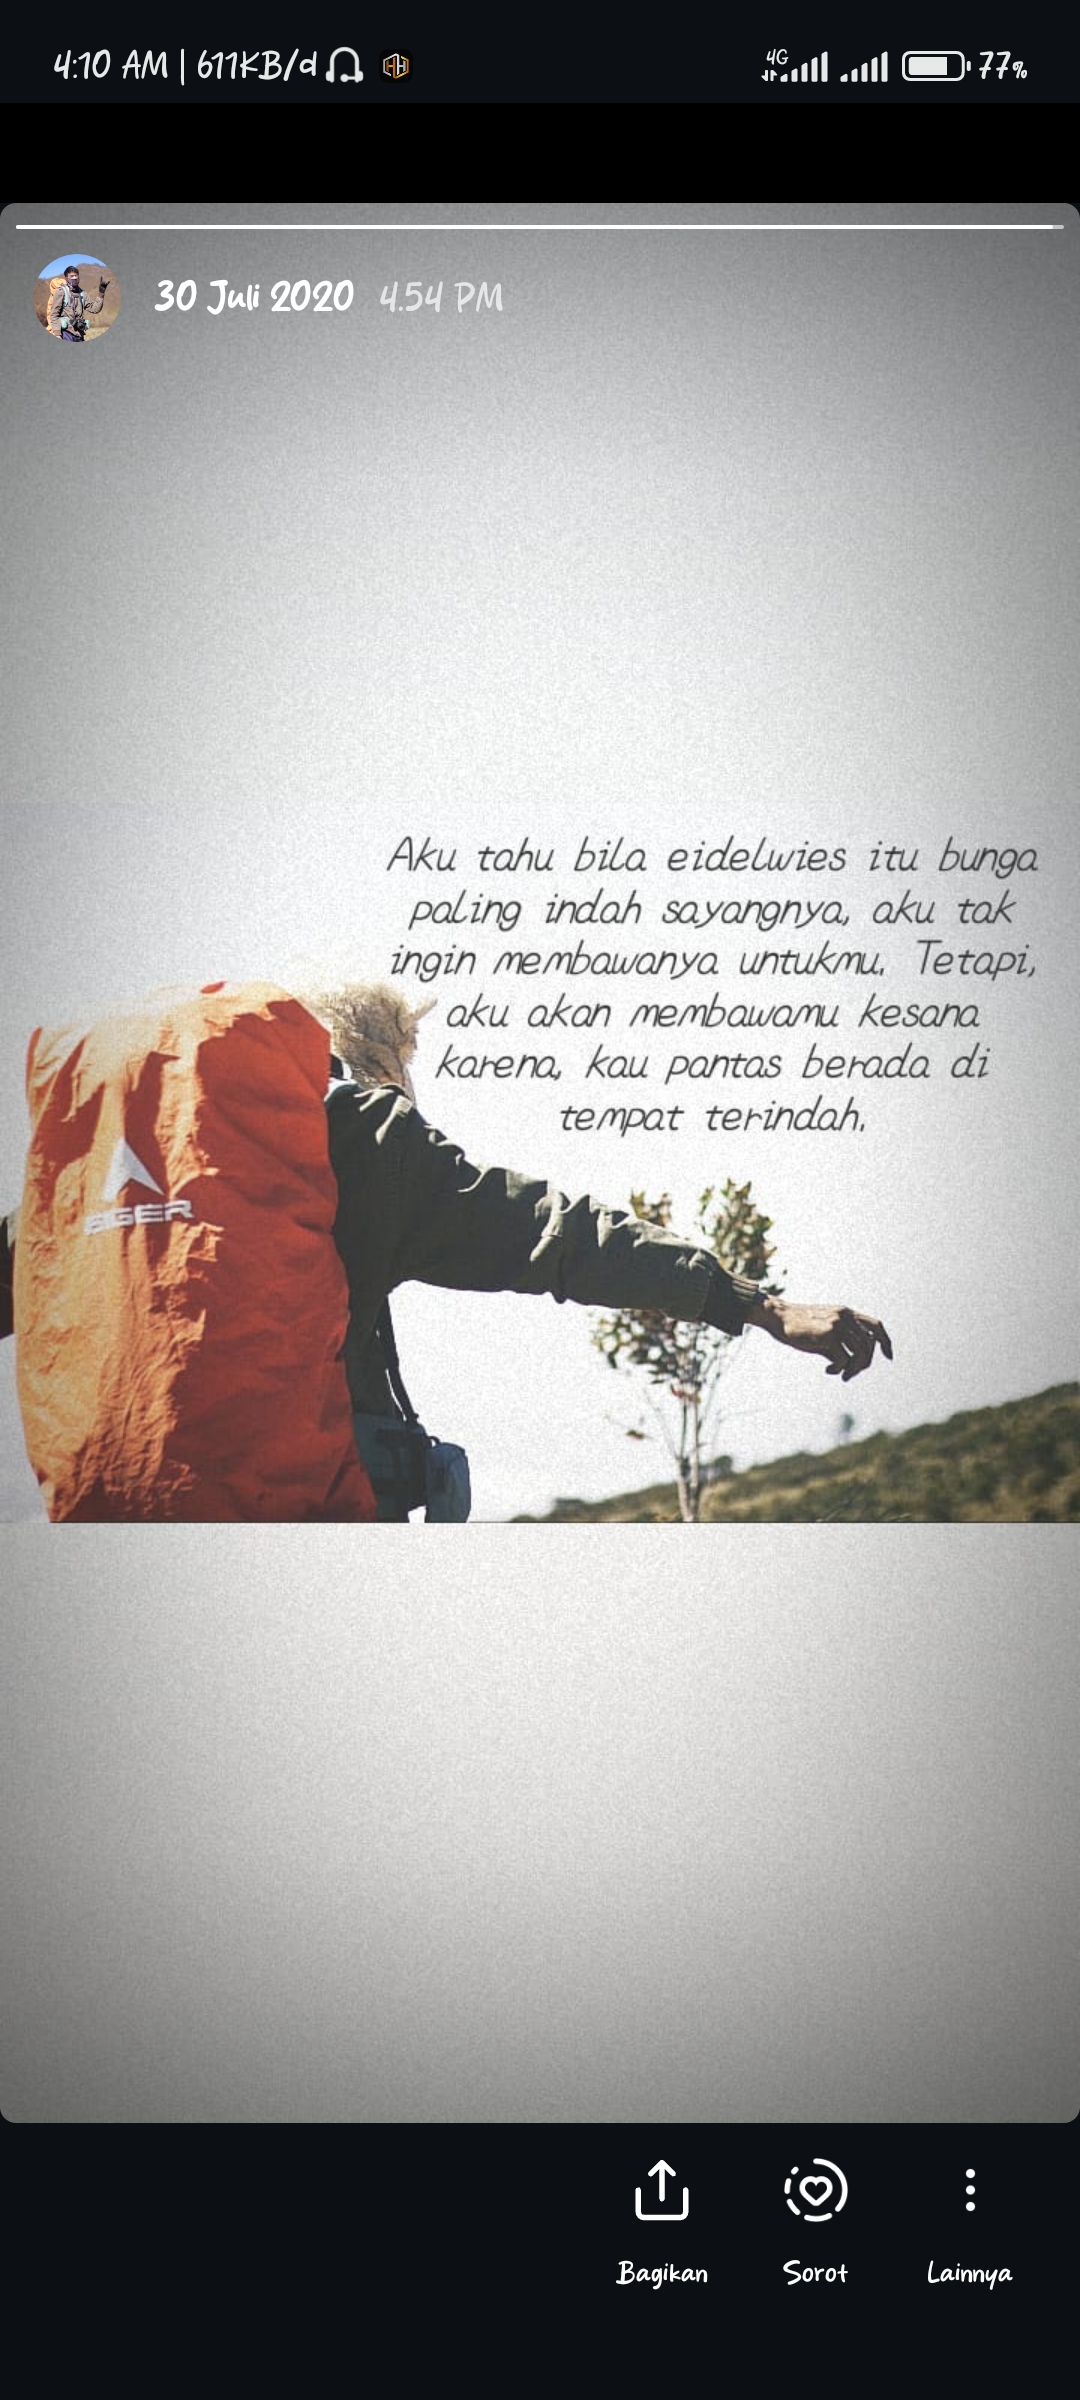 4:10 AM | 611KB/d
4G
77%
30 Juli 2020 4.54 PM
Aku tahu bila eidelwies itu bunga
paling indah sayangnya, aku tak
ingin membawanya untukmu. Tetapi,
aku akan membawamu kesana
karena, kau pantas berada di
tempat terindah.
EIGER
Bagikan
Sorot
Lainnya